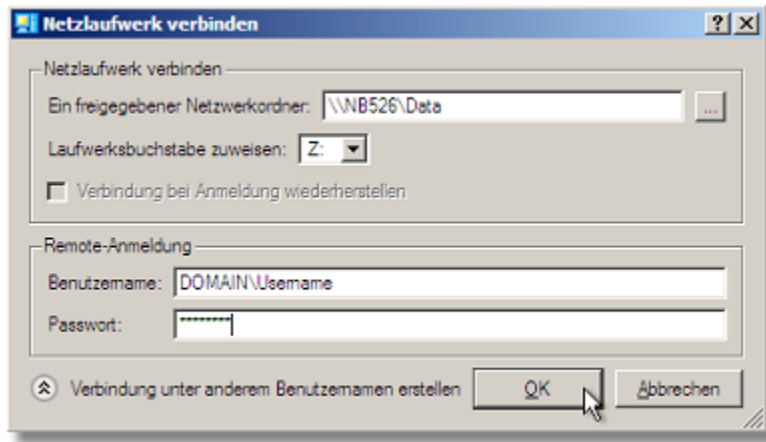 Netzlaufwerk verbinden
Netzlaufwerk verbinden
Ein freigegebener Netzwerkordner: \\NB526\Data ...
Laufwerksbuchstabe zuweisen: Z:
Verbindung bei Anmeldung wiederherstellen
Remote-Anmeldung
Benutzername: DOMAIN\Username
Passwort: ********
Verbindung unter anderem Benutzernamen erstellen OK Abbrechen